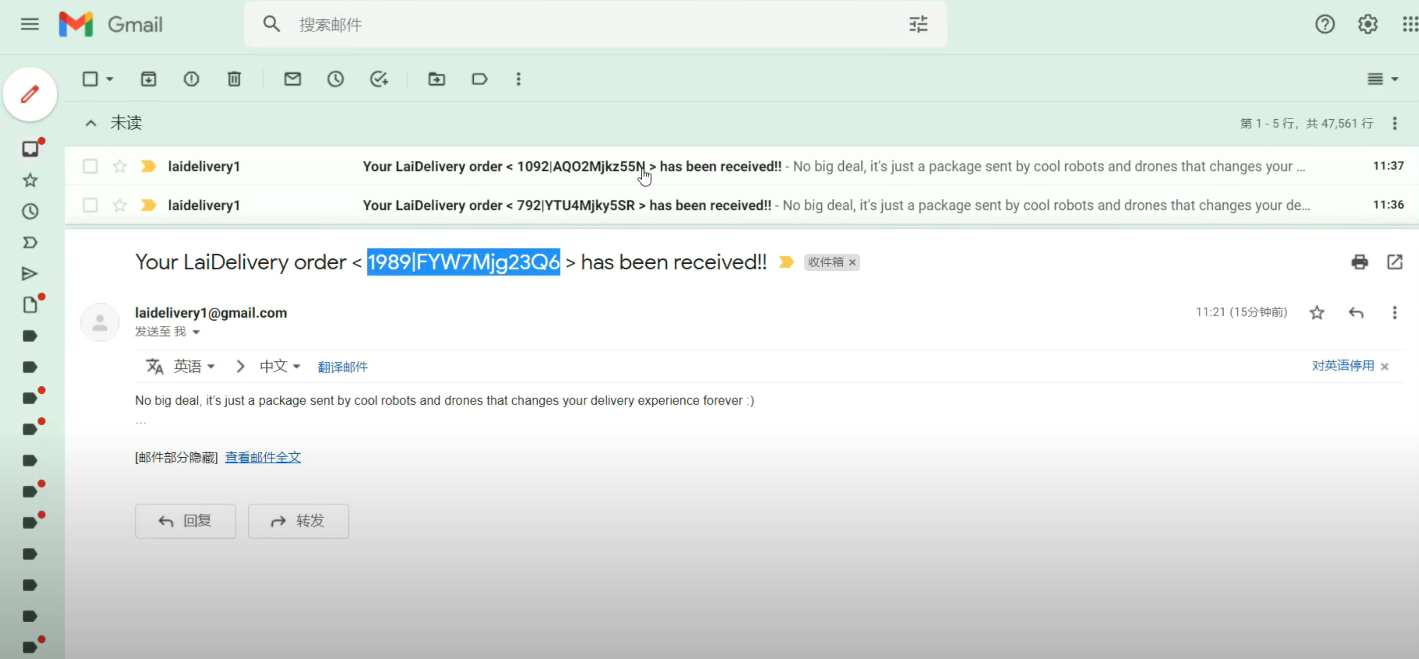 Gmail
搜索邮件
未读
第 1 - 5 行，共 47,561 行
laidelivery1 Your LaiDelivery order < 1092|AQO2Mjkz55N > has been received!! - No big deal, it's just a package sent by cool robots and drones that changes your ... 11:37
laidelivery1 Your LaiDelivery order < 792|YTU4Mjky5SR > has been received!! - No big deal, it's just a package sent by cool robots and drones that changes your de... 11:36
Your LaiDelivery order < 1989|FYW7Mjg23Q6 > has been received!! 收件箱 ×
laidelivery1@gmail.com 11:21 (15分钟前)
发送至 我
英语 > 中文 翻译邮件 对英语停用 ×
No big deal, it's just a package sent by cool robots and drones that changes your delivery experience forever :)
...
[邮件部分隐藏] 查看邮件全文
回复 转发